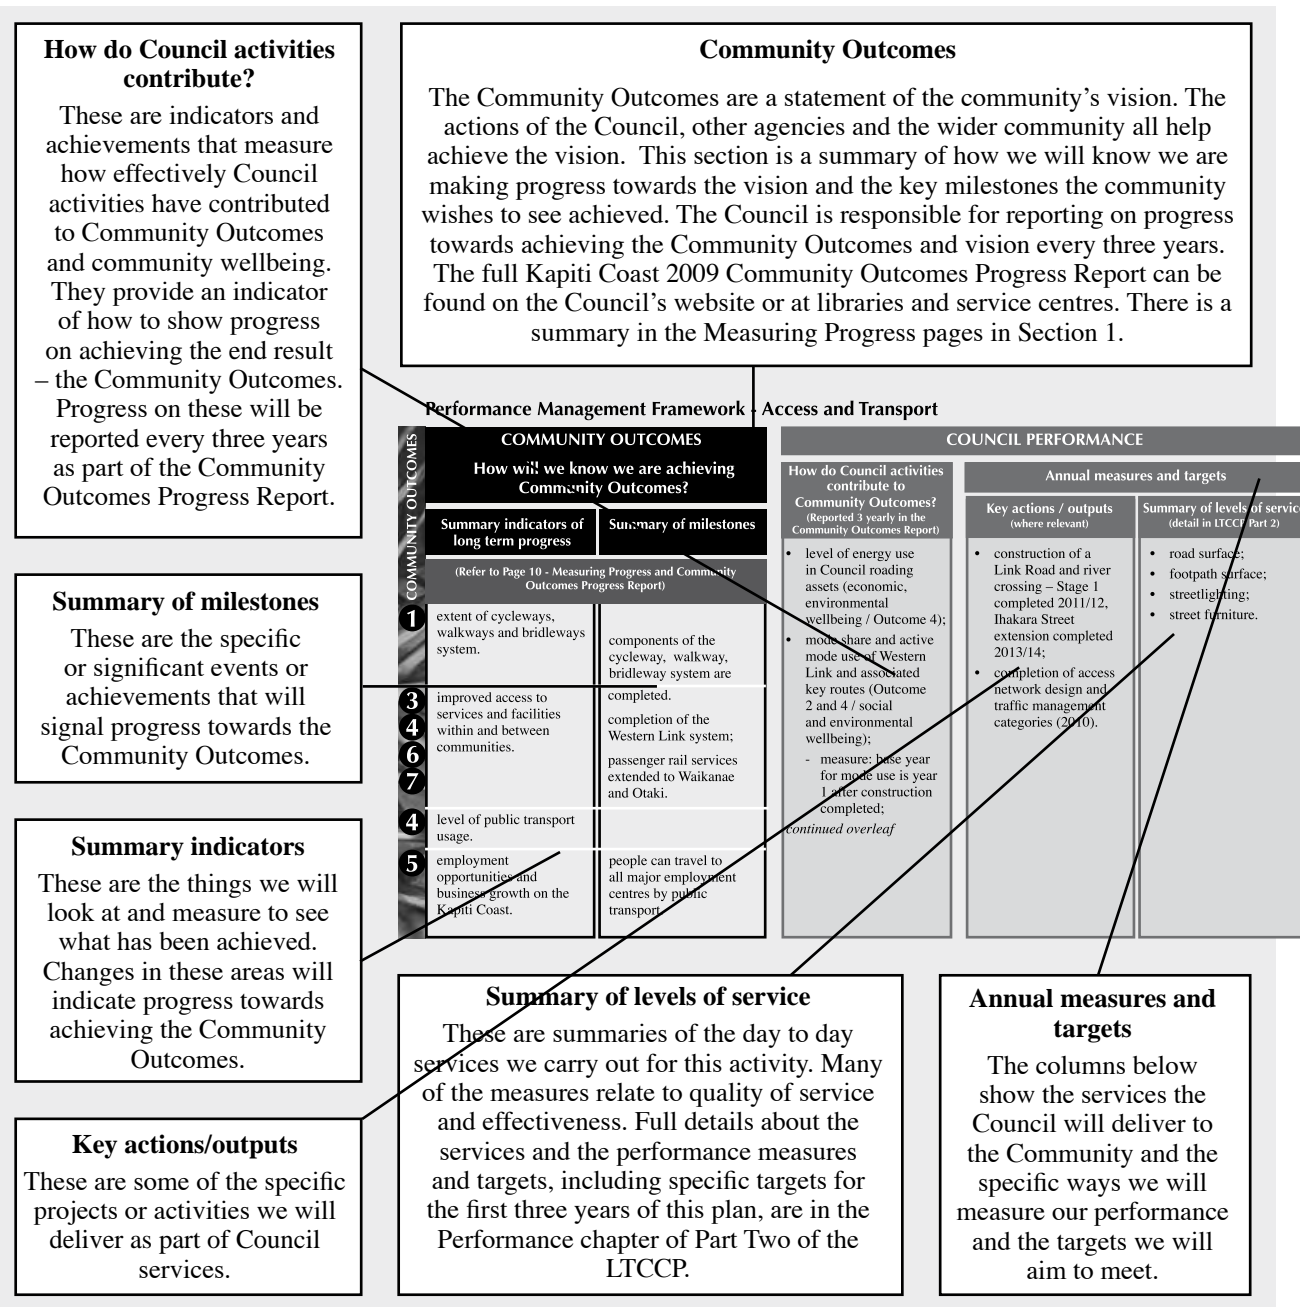 How do Council activities
contribute?
These are indicators and
achievements that measure
how effectively Council
activities have contributed
to Community Outcomes
and community wellbeing.
They provide an indicator
of how to show progress
on achieving the end result
– the Community Outcomes.
Progress on these will be
reported every three years
as part of the Community
Outcomes Progress Report.
Community Outcomes
The Community Outcomes are a statement of the community’s vision. The
actions of the Council, other agencies and the wider community all help
achieve the vision.  This section is a summary of how we will know we are
making progress towards the vision and the key milestones the community
wishes to see achieved. The Council is responsible for reporting on progress
towards achieving the Community Outcomes and vision every three years.
The full Kapiti Coast 2009 Community Outcomes Progress Report can be
found on the Council’s website or at libraries and service centres. There is a
summary in the Measuring Progress pages in Section 1.
Performance Management Framework - Access and Transport
COMMUNITY OUTCOMES
COMMUNITY OUTCOMES
How will we know we are achieving
Community Outcomes?
Summary indicators of
long term progress
Summary of milestones
(Refer to Page 10 - Measuring Progress and Community
Outcomes Progress Report)
1
extent of cycleways,
walkways and bridleways
system.
components of the
cycleway,  walkway,
bridleway system are
completed.
3
4
6
7
improved access to
services and facilities
within and between
communities.
completion of the
Western Link system;
passenger rail services
extended to Waikanae
and Otaki.
4
level of public transport
usage.
5
employment
opportunities and
business growth on the
Kapiti Coast.
people can travel to
all major employment
centres by public
transport.
COUNCIL PERFORMANCE
How do Council activities
contribute to
Community Outcomes?
(Reported 3 yearly in the
Community Outcomes Report)
• level of energy use
in Council roading
assets (economic,
environmental
wellbeing / Outcome 4);
• mode share and active
mode use of Western
Link and associated
key routes (Outcome
2 and 4 / social
and environmental
wellbeing);
- measure: base year
for mode use is year
1 after construction
completed;
continued overleaf
Annual measures and targets
Key actions / outputs
(where relevant)
• construction of a
Link Road and river
crossing – Stage 1
completed 2011/12,
Ihakara Street
extension completed
2013/14;
• completion of access
network design and
traffic management
categories (2010).
Summary of levels of service
(detail in LTCCP Part 2)
• road surface;
• footpath surface;
• streetlighting;
• street furniture.
Summary of milestones
These are the specific
or significant events or
achievements that will
signal progress towards the
Community Outcomes.
Summary indicators
These are the things we will
look at and measure to see
what has been achieved.
Changes in these areas will
indicate progress towards
achieving the Community
Outcomes.
Key actions/outputs
These are some of the specific
projects or activities we will
deliver as part of Council
services.
Summary of levels of service
These are summaries of the day to day
services we carry out for this activity. Many
of the measures relate to quality of service
and effectiveness. Full details about the
services and the performance measures
and targets, including specific targets for
the first three years of this plan, are in the
Performance chapter of Part Two of the
LTCCP.
Annual measures and
targets
The columns below
show the services the
Council will deliver to
the Community and the
specific ways we will
measure our performance
and the targets we will
aim to meet.